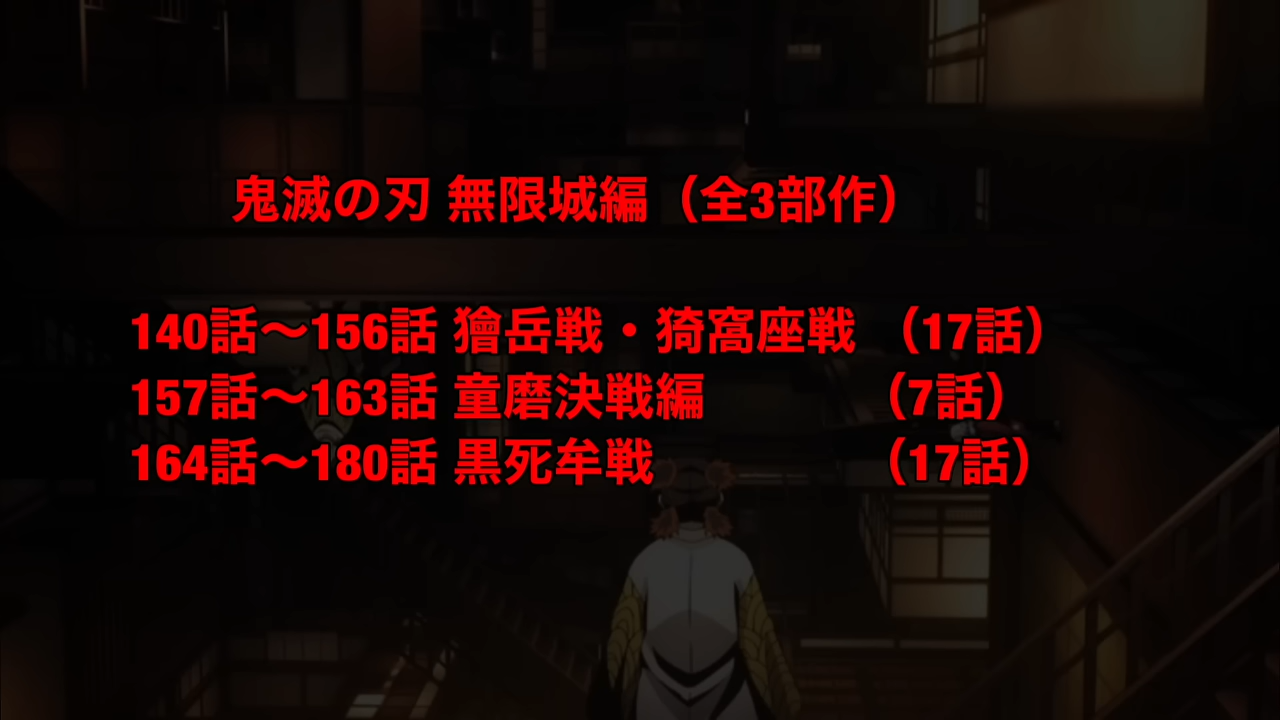 鬼滅の刃 無限城編（全3部作）
140話～156話 獪岳戦・猗窩座戦 （17話）
157話～163話 童磨決戦編 （7話）
164話～180話 黒死牟戦 （17話）